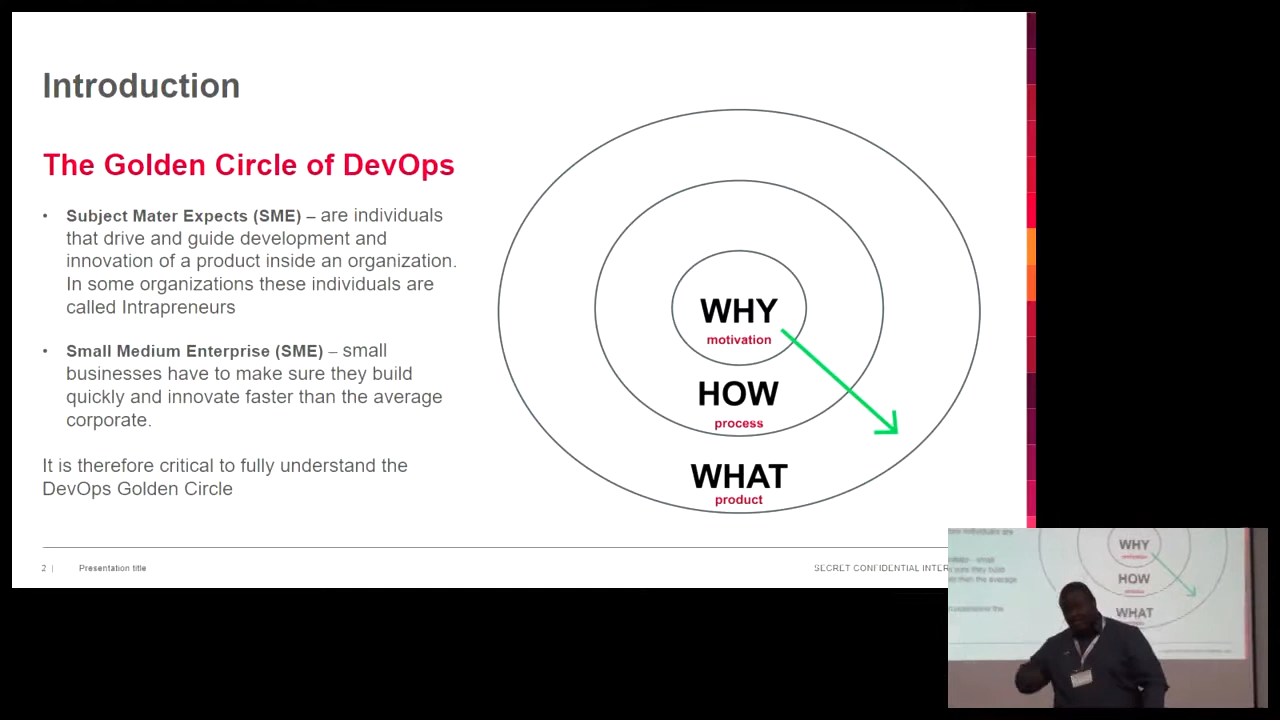 Introduction
The Golden Circle of DevOps
• Subject Mater Expects (SME) – are individuals
that drive and guide development and
innovation of a product inside an organization.
In some organizations these individuals are
called Intrapreneurs
• Small Medium Enterprise (SME) – small
businesses have to make sure they build
quickly and innovate faster than the average
corporate.
It is therefore critical to fully understand the
DevOps Golden Circle
WHY
motivation
HOW
process
WHAT
product
2 |
Presentation title
SECRET CONFIDENTIAL INTER
WHY
HOW
WHAT